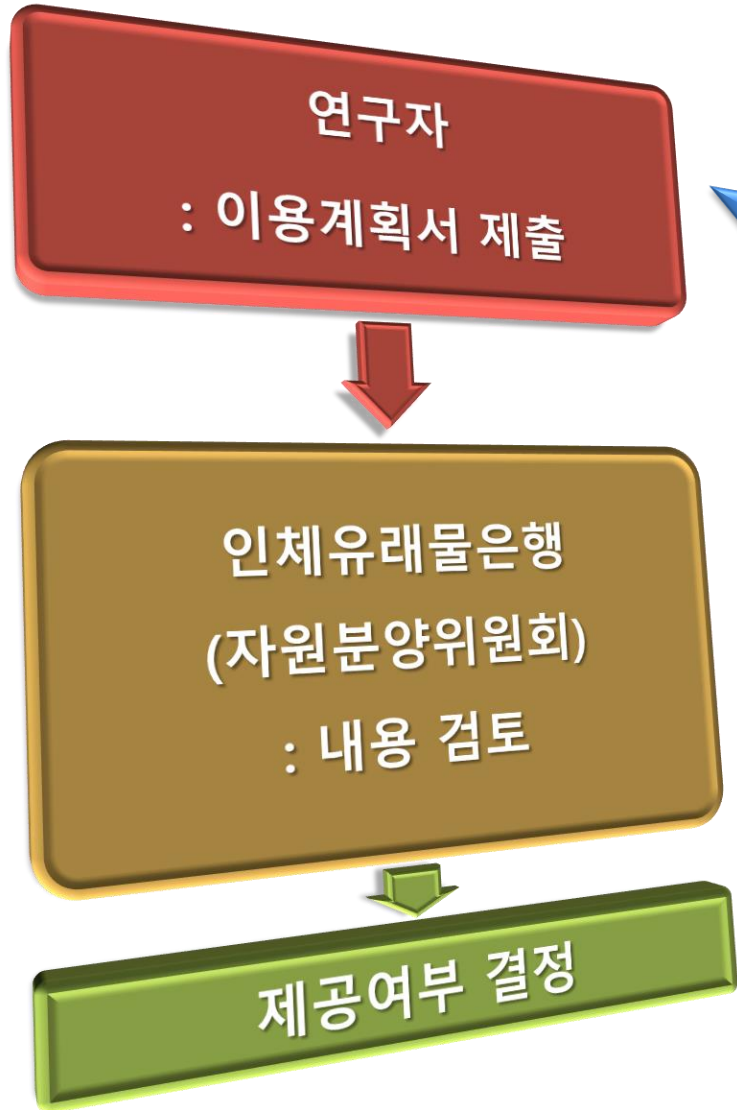 연구자
: 이용계획서 제출
인체유래물은행
(자원분양위원회)
: 내용 검토
제공여부 결정